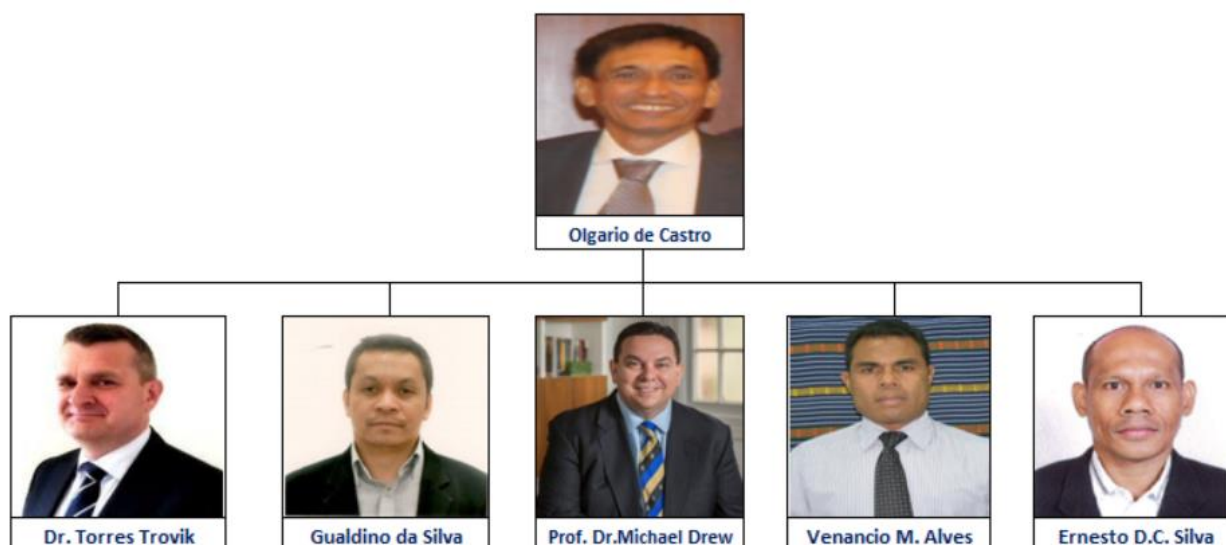 Olgario de Castro
Dr. Torres Trovik
Gualdino da Silva
Prof. Dr.Michael Drew
Venancio M. Alves
Ernesto D.C. Silva